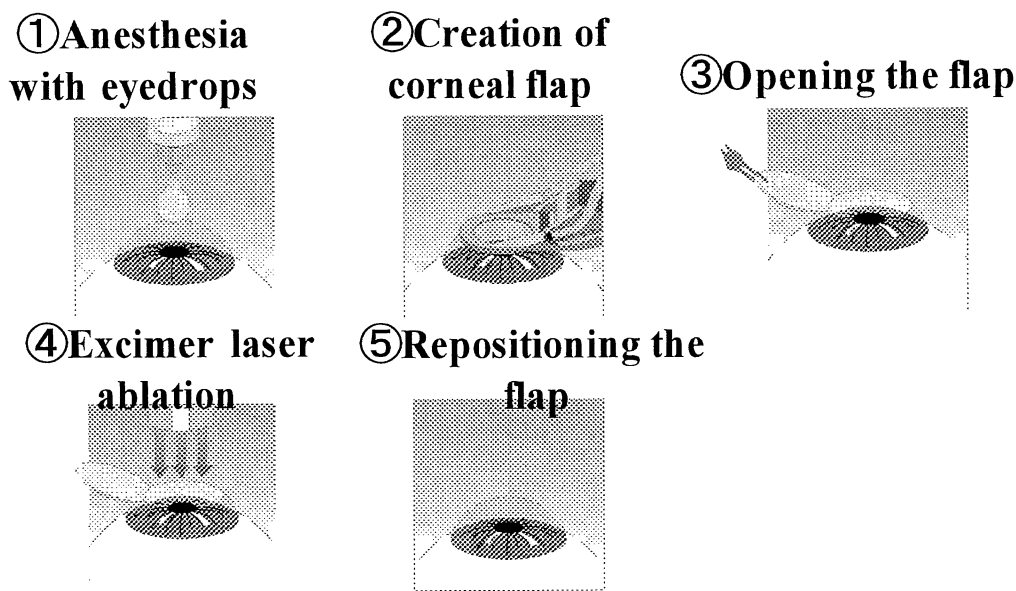 ①Anesthesia
with eyedrops
②Creation of
corneal flap
③Opening the flap
④Excimer laser
ablation
⑤Repositioning the
flap